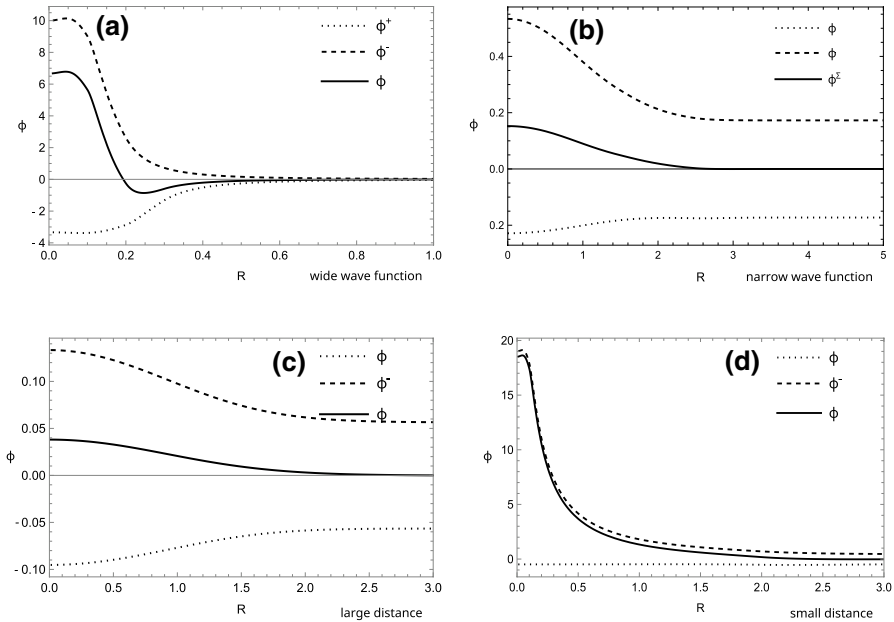 (a)
ϕ+
ϕ-
ϕ
10
8
6
4
2
0
- 2
- 4
ϕ
0.0 0.2 0.4 0.6 0.8 1.0
R wide wave function
(b)
ϕ
ϕ
ϕΣ
0.4
0.2
0.0
0.2
ϕ
0 1 2 3 4 5
R narrow wave function
(c)
ϕ
ϕ-
ϕ
0.10
0.05
0.00
- 0.05
- 0.10
ϕ
0.0 0.5 1.0 1.5 2.0 2.5 3.0
R large distance
(d)
ϕ
ϕ-
ϕ
20
15
10
5
0
ϕ
0.0 0.5 1.0 1.5 2.0 2.5 3.0
R small distance